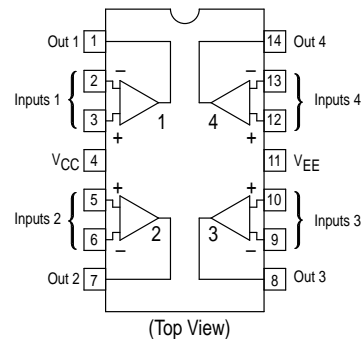 Out 1 1 14 Out 4
2 − − 13
Inputs 1 Inputs 4
3 1 4 12
+ +
VCC 4 11 VEE
+ +
5 10
Inputs 2 2 3 Inputs 3
6 − − 9
Out 2 7 8 Out 3
(Top View)